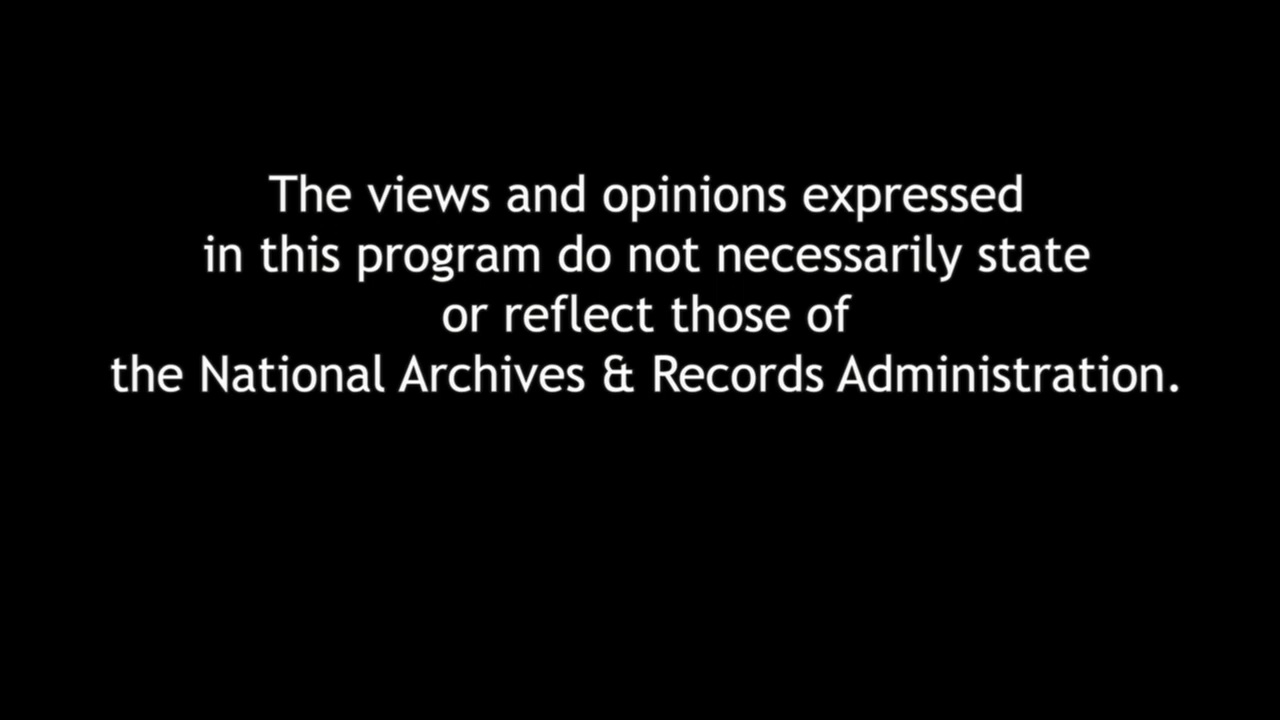 The views and opinions expressed
in this program do not necessarily state
or reflect those of
the National Archives & Records Administration.